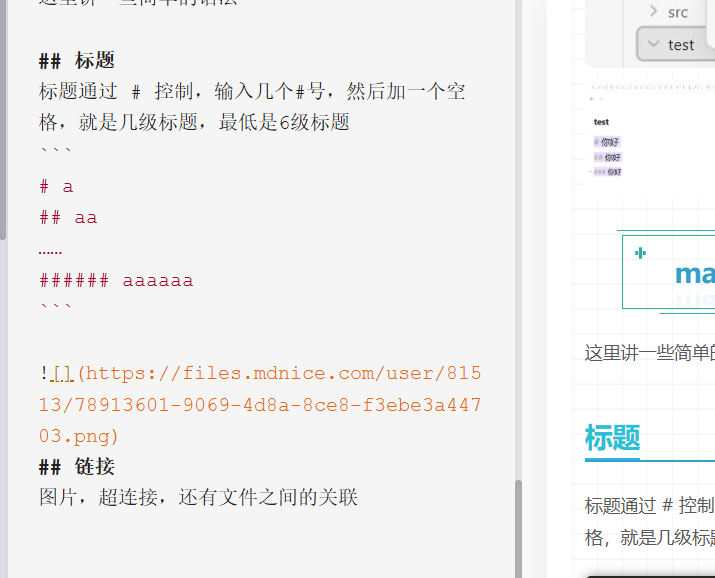 这里讲一些简单的语法
## 标题
标题通过 # 控制，输入几个#号，然后加一个空
格，就是几级标题，最低是6级标题
```
# a
## aa
……
###### aaaaaa
```
![](https://files.mdnice.com/user/815
13/78913601-9069-4d8a-8ce8-f3ebe3a447
03.png)
## 链接
图片，超连接，还有文件之间的关联
src
test
test
# 你好
## 你好
### 你好
ma
这里讲一些简单的
标题
标题通过 # 控制
格，就是几级标题